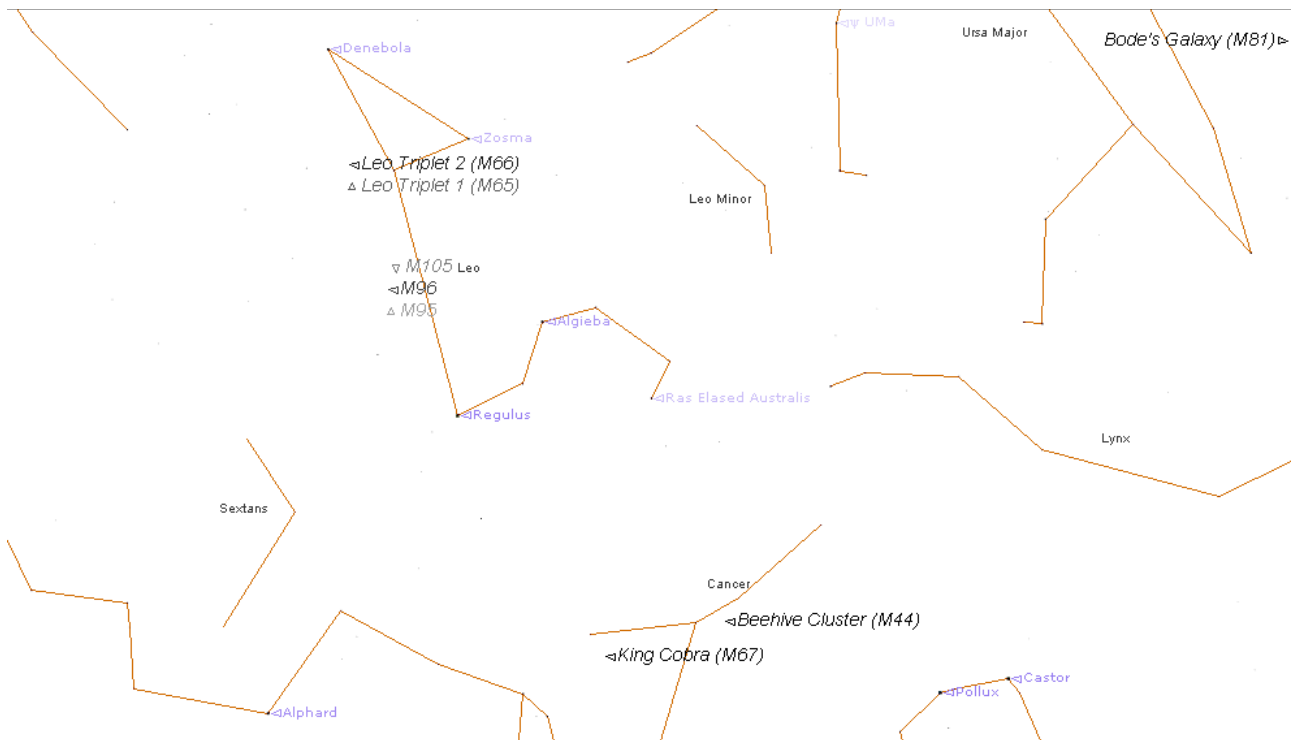 ψ UMa
Ursa Major
Bode's Galaxy (M81)
Denebola
Zosma
Leo Triplet 2 (M66)
Leo Triplet 1 (M65)
Leo Minor
M105 Leo
M96
M95
Algieba
Ras Elased Australis
Regulus
Lynx
Sextans
Cancer
Beehive Cluster (M44)
King Cobra (M67)
Castor
Pollux
Alphard